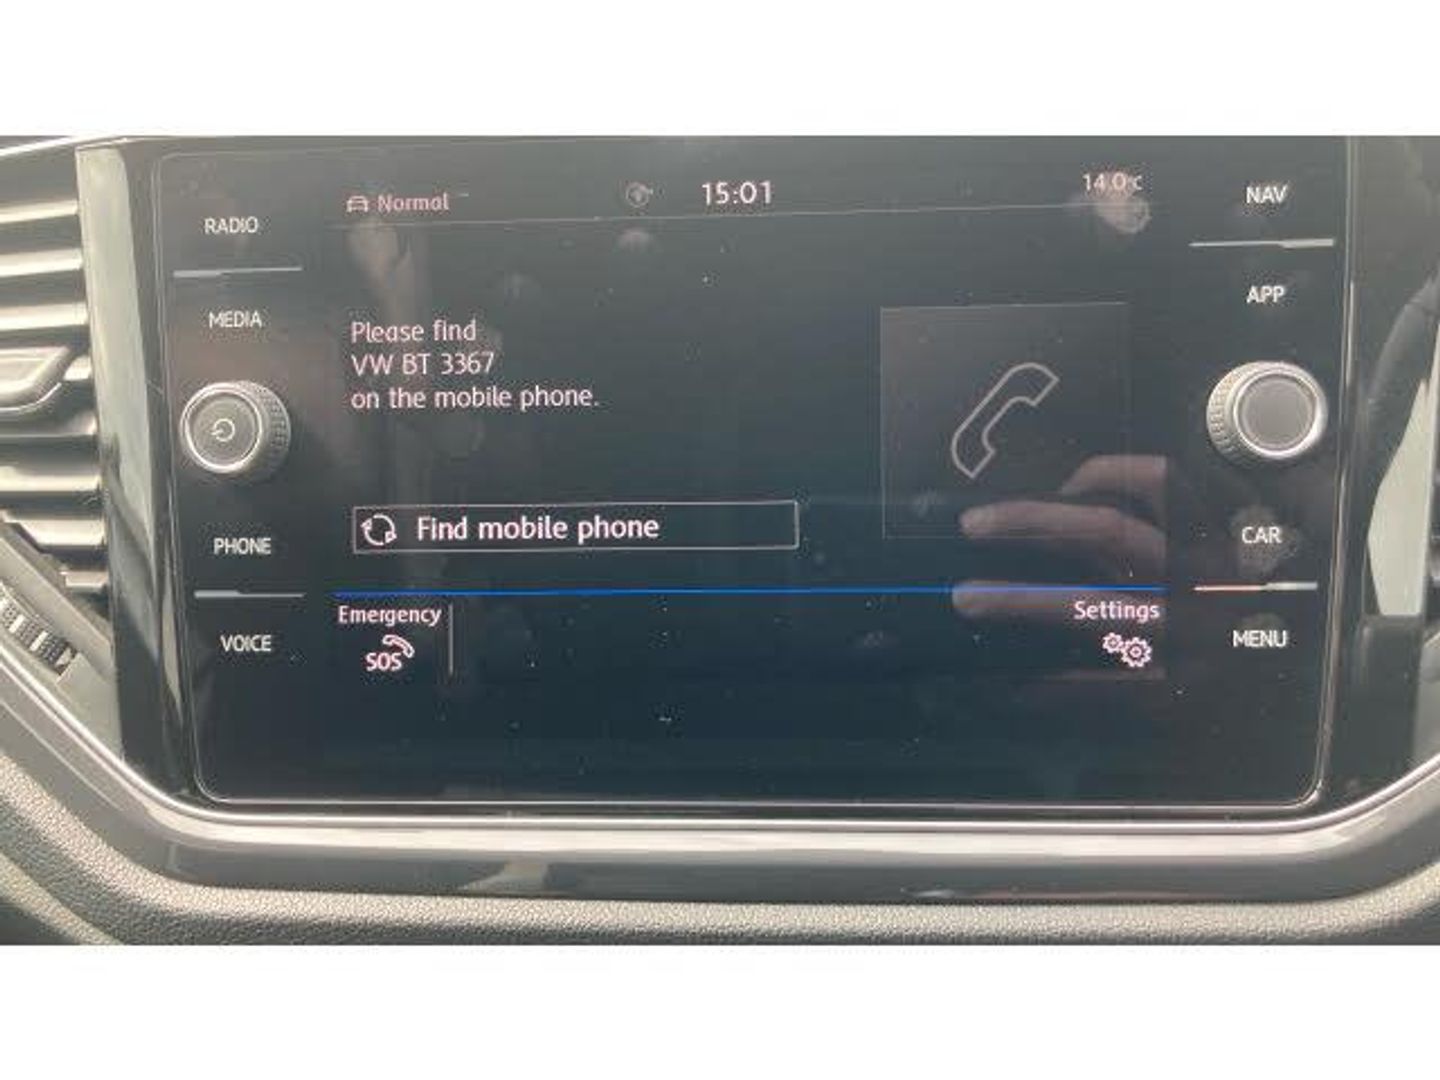 Normal
15:01
14.0°C
RADIO
MEDIA
PHONE
VOICE
Please find
VW BT 3367
on the mobile phone.
Find mobile phone
Emergency
SOS
Settings
NAV
APP
CAR
MENU